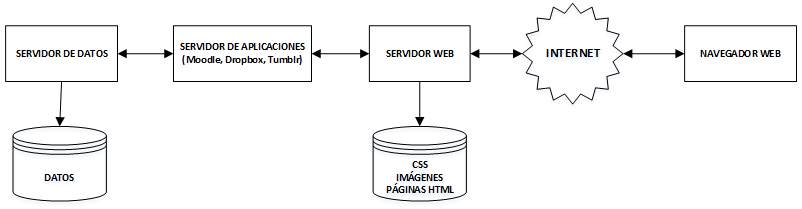 SERVIDOR DE DATOS
SERVIDOR DE APLICACIONES
(Moodle, Dropbox, Tumblr)
SERVIDOR WEB
INTERNET
NAVEGADOR WEB
DATOS
CSS
IMÁGENES
PÁGINAS HTML